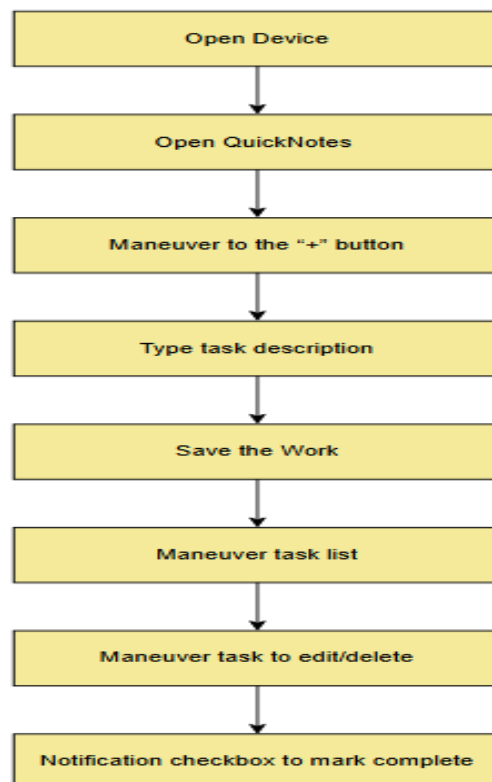 Open Device
Open QuickNotes
Maneuver to the “+” button
Type task description
Save the Work
Maneuver task list
Maneuver task to edit/delete
Notification checkbox to mark complete